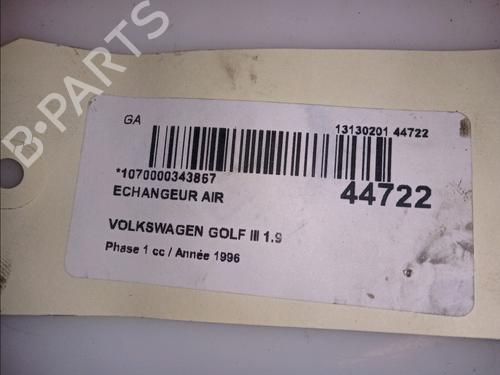 B-PARTS
GA
13130201 44722
*1070000343867
44722
ECHANGEUR AIR
VOLKSWAGEN GOLF III 1.9
Phase 1 cc / Année 1996